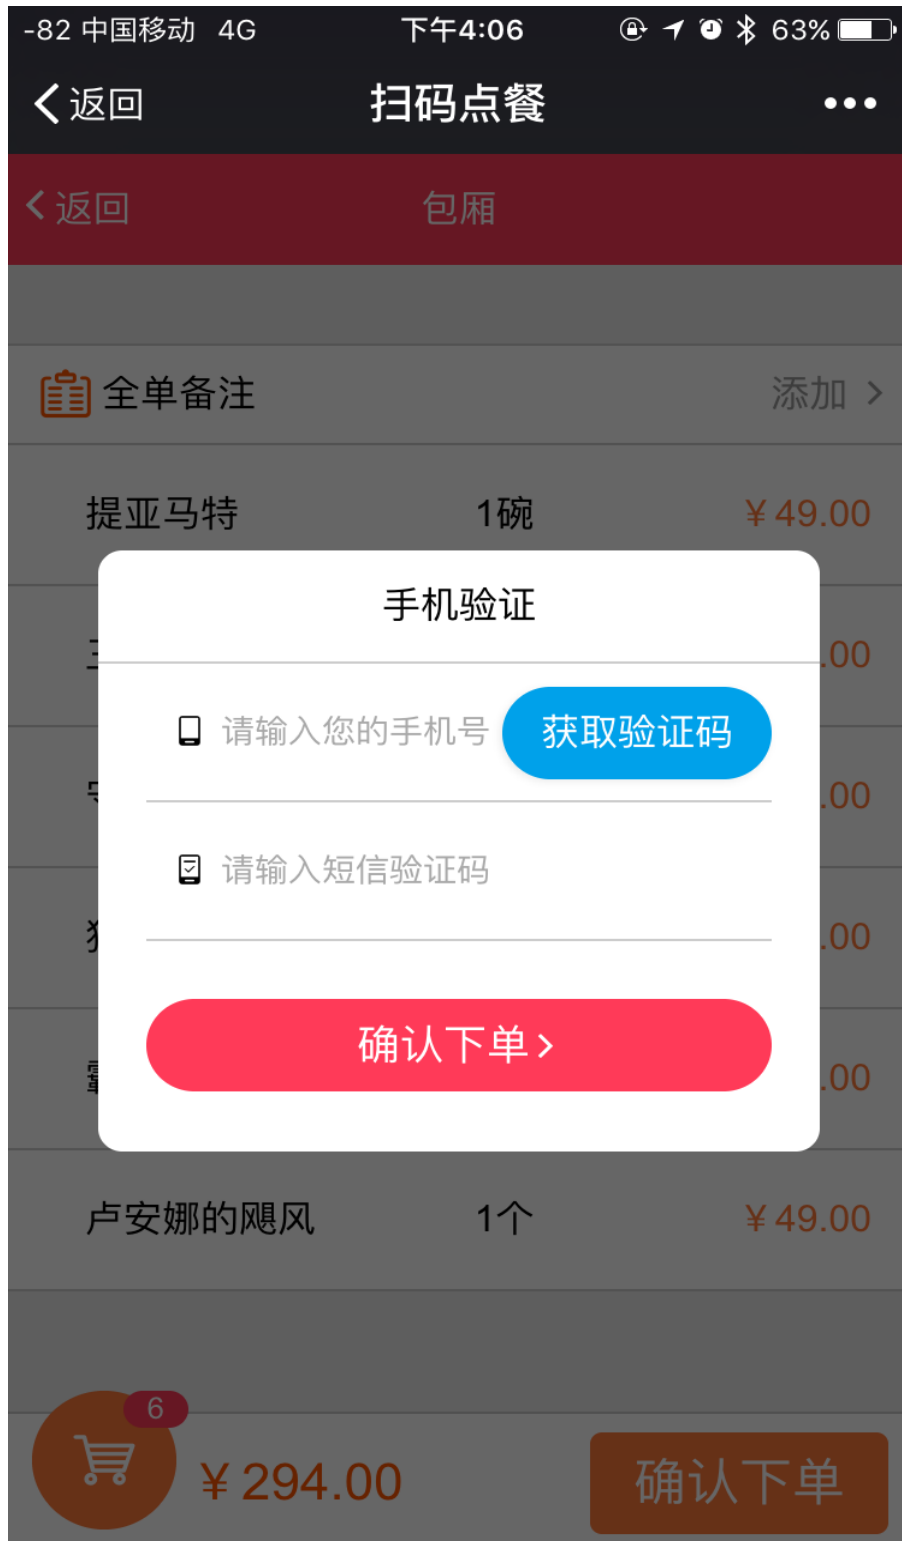 -82 中国移动 4G 下午4:06 63%
返回 扫码点餐
返回 包厢
全单备注 添加
提亚马特 1碗 ¥ 49.00
手机验证
.00
请输入您的手机号 获取验证码
.00
请输入短信验证码
.00
确认下单
.00
卢安娜的飓风 1个 ¥ 49.00
6
¥ 294.00 确认下单